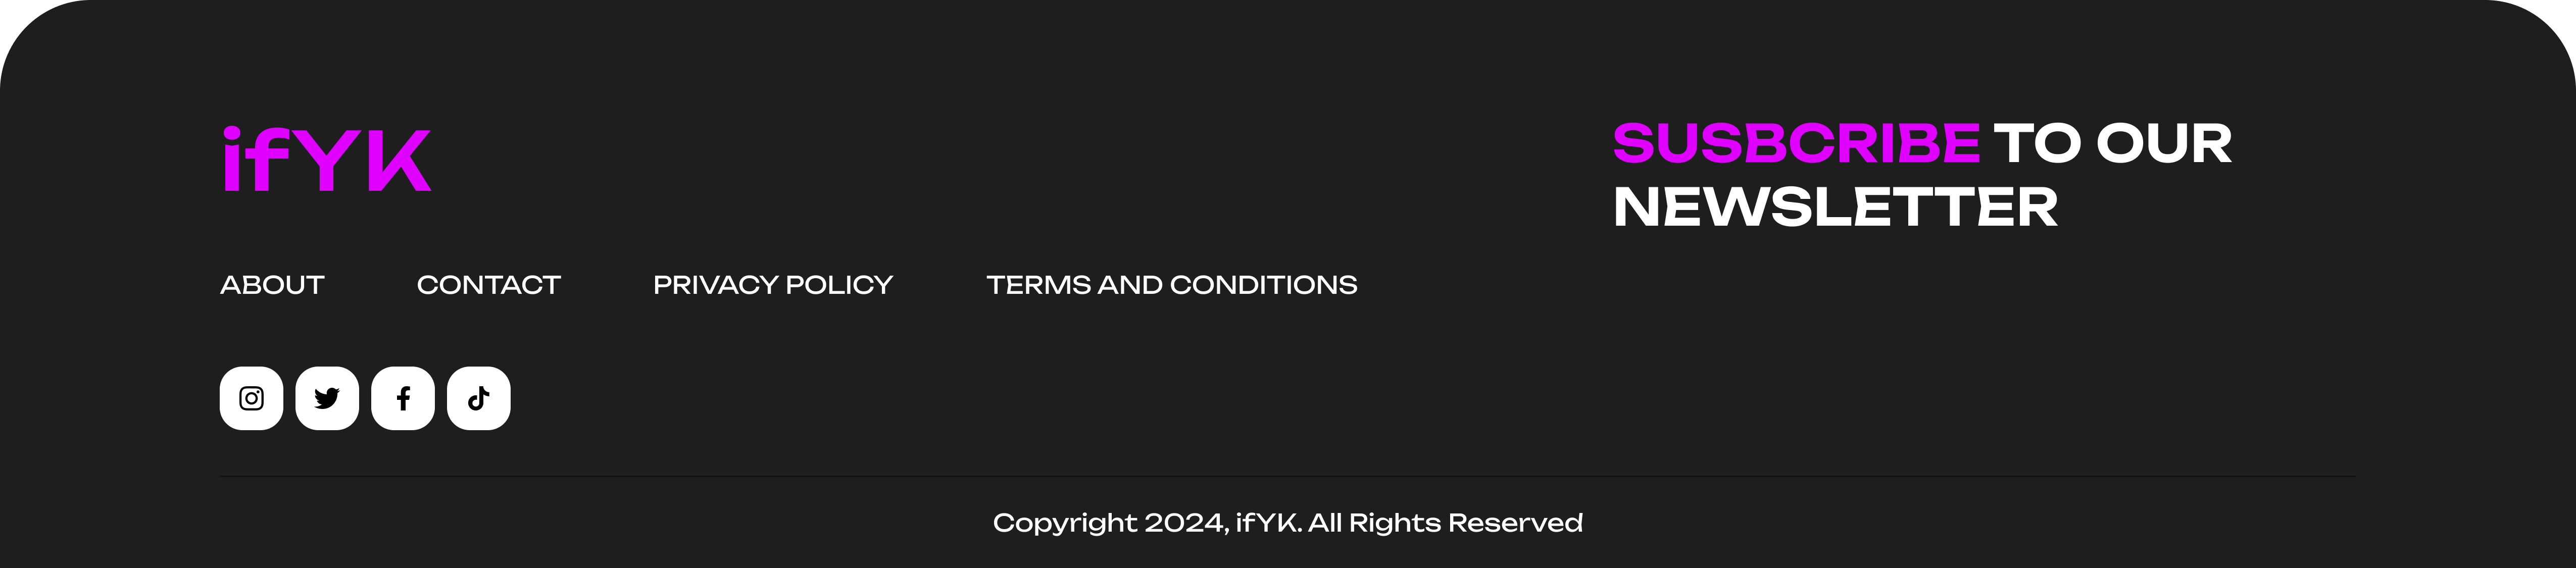 ifYK
SUSBCRIBE TO OUR
NEWSLETTER
ABOUT CONTACT PRIVACY POLICY TERMS AND CONDITIONS
Copyright 2024, ifYK. All Rights Reserved